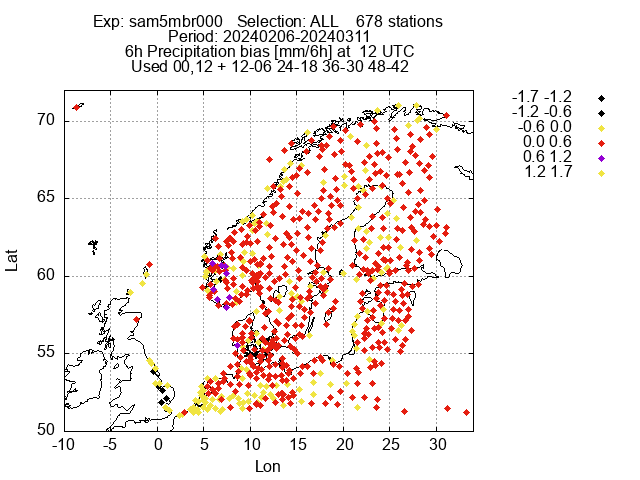 Exp: sam5mbr000   Selection: ALL    678 stations
Period: 20240206-20240311
6h Precipitation bias [mm/6h] at  12 UTC
Used 00,12 + 12-06 24-18 36-30 48-42
-1.7 -1.2
-1.2 -0.6
-0.6 0.0
0.0 0.6
0.6 1.2
1.2 1.7
70
65
60
55
50
Lat
-10 -5 0 5 10 15 20 25 30
Lon